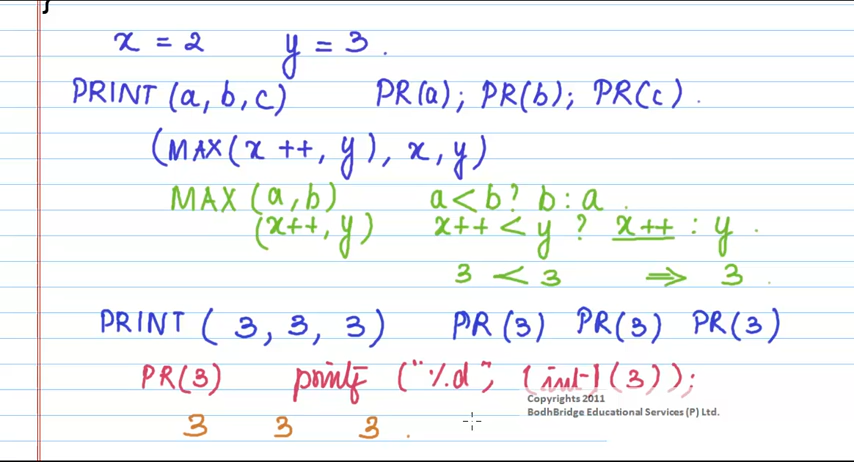 }
x = 2 y = 3 .
PRINT (a, b, c) PR(a); PR(b); PR(c) .
(MAX(x ++, y), x, y)
MAX (a, b) a < b ? b : a .
(x++, y) x++ < y ? x++ : y .
3 < 3 ⇒ 3 .
PRINT ( 3, 3, 3 ) PR (3) PR (3) PR (3)
PR(3) printf ("%d", (int) (3));
Copyrights 2011
BodhBridge Educational Services (P) Ltd.
3 3 3 .